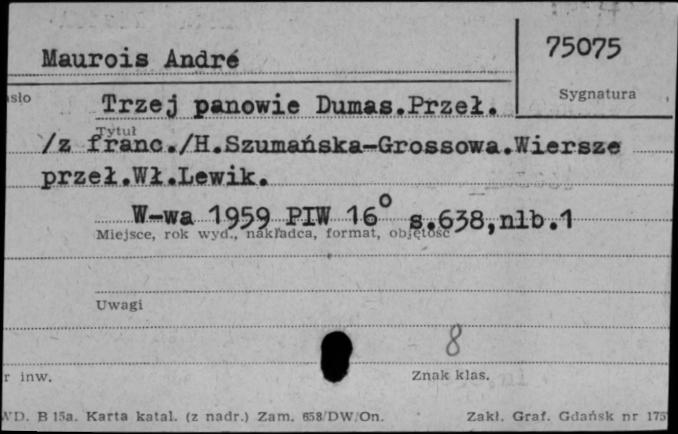 Maurois André
75075
Sygnatura
Trzej panowie Dumas.Przeł.
Tytuł
/z franc./H.Szumańska-Grossowa.Wiersze
przeł.Wł.Lewik.
W-wa 1959 PIW 16° s.638,nlb.1
Miejsce, rok wyd., nakładca, format, objętość
Uwagi
8
inw.
Znak klas.
B 15a. Karta katal. (z nadr.) Zam. 658/DW/On.
Zakł. Graf. Gdańsk nr